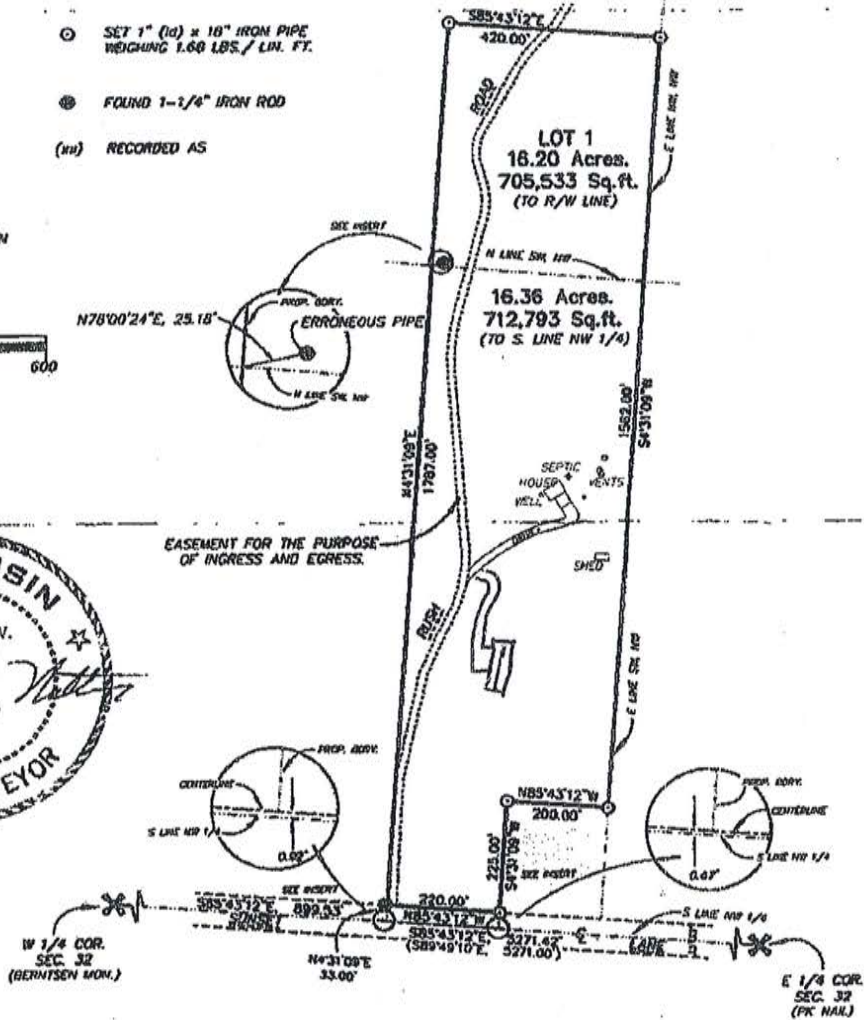 SET 1" (id) x 18" IRON PIPE
WEIGHING 1.68 LBS./ LIN. FT.
FOUND 1-1/4" IRON ROD
(xx) RECORDED AS
600
S85°43'12"E
420.00'
ROAD
E LINE NW, NW
LOT 1
16.20 Acres.
705,533 Sq.ft.
(TO R/W LINE)
SEE INSERT
N LINE SW, NW
16.36 Acres.
712,793 Sq.ft.
(TO S. LINE NW 1/4)
N78°00'24"E, 25.18'
PROP. BDRY.
ERRONEOUS PIPE
N LINE SW, NW
N4°31'09"E
1787.00'
1562.00'
S4°31'09"W
SEPTIC
HOUSE
VENTS
WELL
DRIVE
SHED
EASEMENT FOR THE PURPOSE
OF INGRESS AND EGRESS.
RUSH
E LINE SW, NW
EYOR
PROP. BDRY.
CENTERLINE
S LINE NW 1/4
N85°43'12"W
200.00'
225.00'
S4°31'09"W
PROP. BDRY.
CENTERLINE
S LINE NW 1/4
0.67'
SEE INSERT
SEE INSERT
220.00'
N85°43'12"W
S85°43'12"E
899.53'
S85°43'12"E
5271.42'
(S89°49'10"E,
5271.00')
S LINE NW 1/4
LANE
N4°31'09"E
33.00'
W 1/4 COR.
SEC. 32
(BERNTSEN MON.)
E 1/4 COR.
SEC. 32
(PK NAIL)